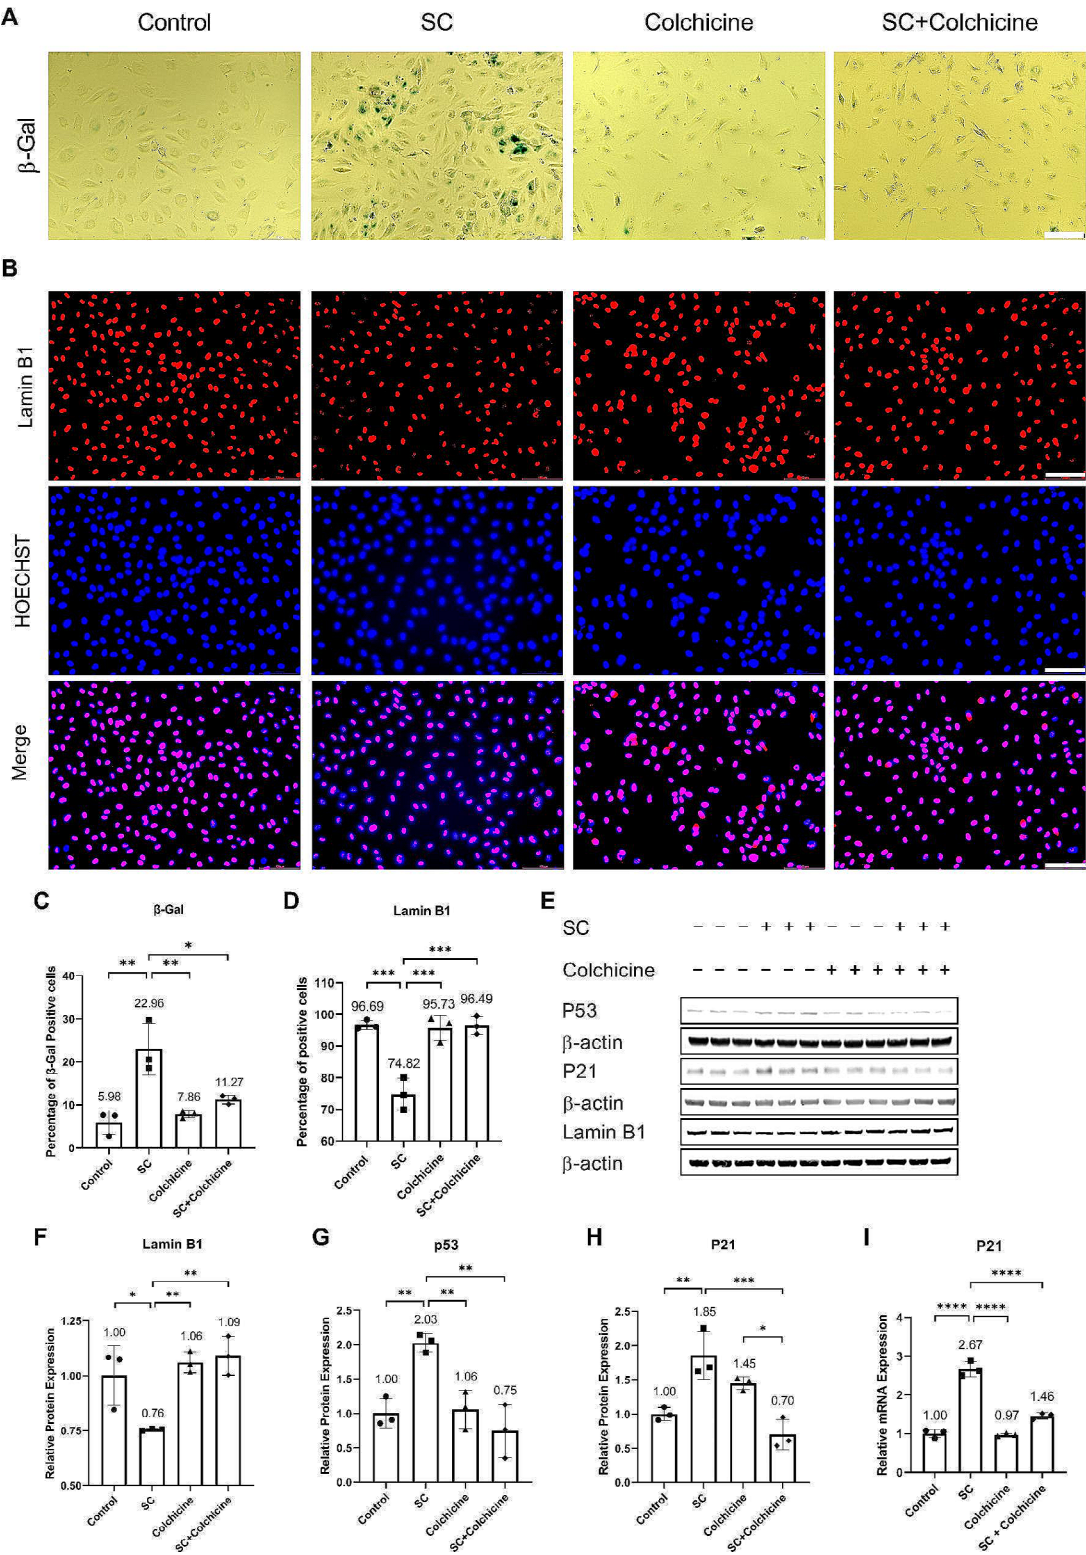 A
Control
SC
Colchicine
SC+Colchicine
β-Gal
B
Lamin B1
HOECHST
Merge
C
β-Gal
Percentage of β-Gal Positive cells
40
30
20
10
0
5.98
22.96
7.86
11.27
**
**
*
Control
SC
Colchicine
SC+Colchicine
D
Lamin B1
Percentage of positive cells
110
100
90
80
70
60
96.69
74.82
95.73
96.49
***
***
***
Control
SC
Colchicine
SC+Colchicine
E
SC − − − + + + − − − + + +
Colchicine − − − − − − + + + + + +
P53
β-actin
P21
β-actin
Lamin B1
β-actin
F
Lamin B1
Relative Protein Expression
1.25
1.00
0.75
0.50
1.00
0.76
1.06
1.09
*
**
**
Control
SC
Colchicine
SC+Colchicine
G
p53
Relative Protein Expression
2.5
2.0
1.5
1.0
0.5
0.0
1.00
2.03
1.06
0.75
**
**
**
Control
SC
Colchicine
SC+Colchicine
H
P21
Relative Protein Expression
2.5
2.0
1.5
1.0
0.5
0.0
1.00
1.85
1.45
0.70
**
***
*
Control
SC
Colchicine
SC+Colchicine
I
P21
Relative mRNA Expression
4
3
2
1
0
1.00
2.67
0.97
1.46
****
****
****
Control
SC
Colchicine
SC + Colchicine